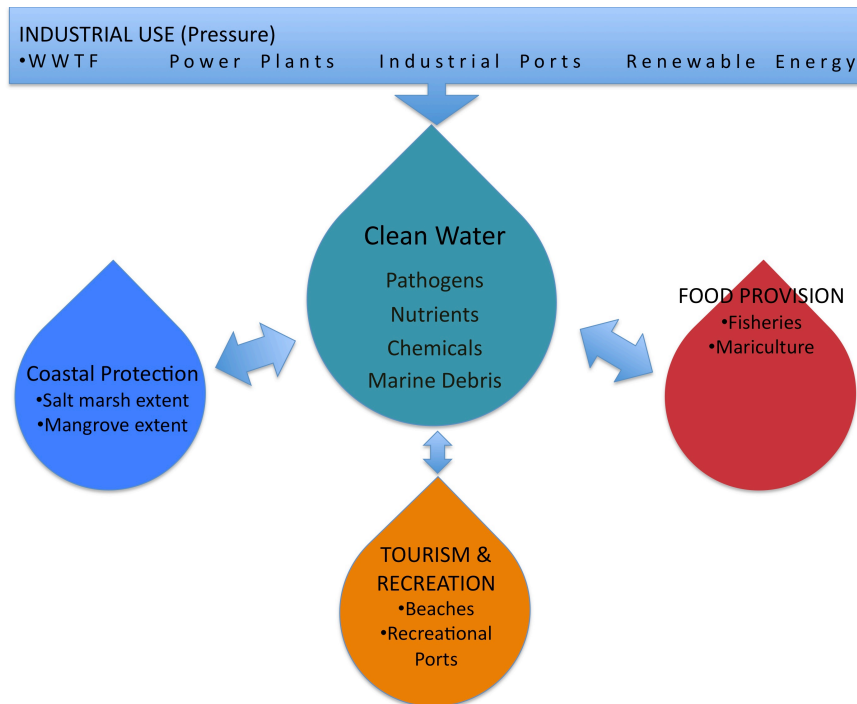 INDUSTRIAL USE (Pressure)
•WWTF Power Plants Industrial Ports Renewable Energy
Clean Water
Pathogens
Nutrients
Chemicals
Marine Debris
Coastal Protection
•Salt marsh extent
•Mangrove extent
FOOD PROVISION
•Fisheries
•Mariculture
TOURISM &
RECREATION
•Beaches
•Recreational
Ports